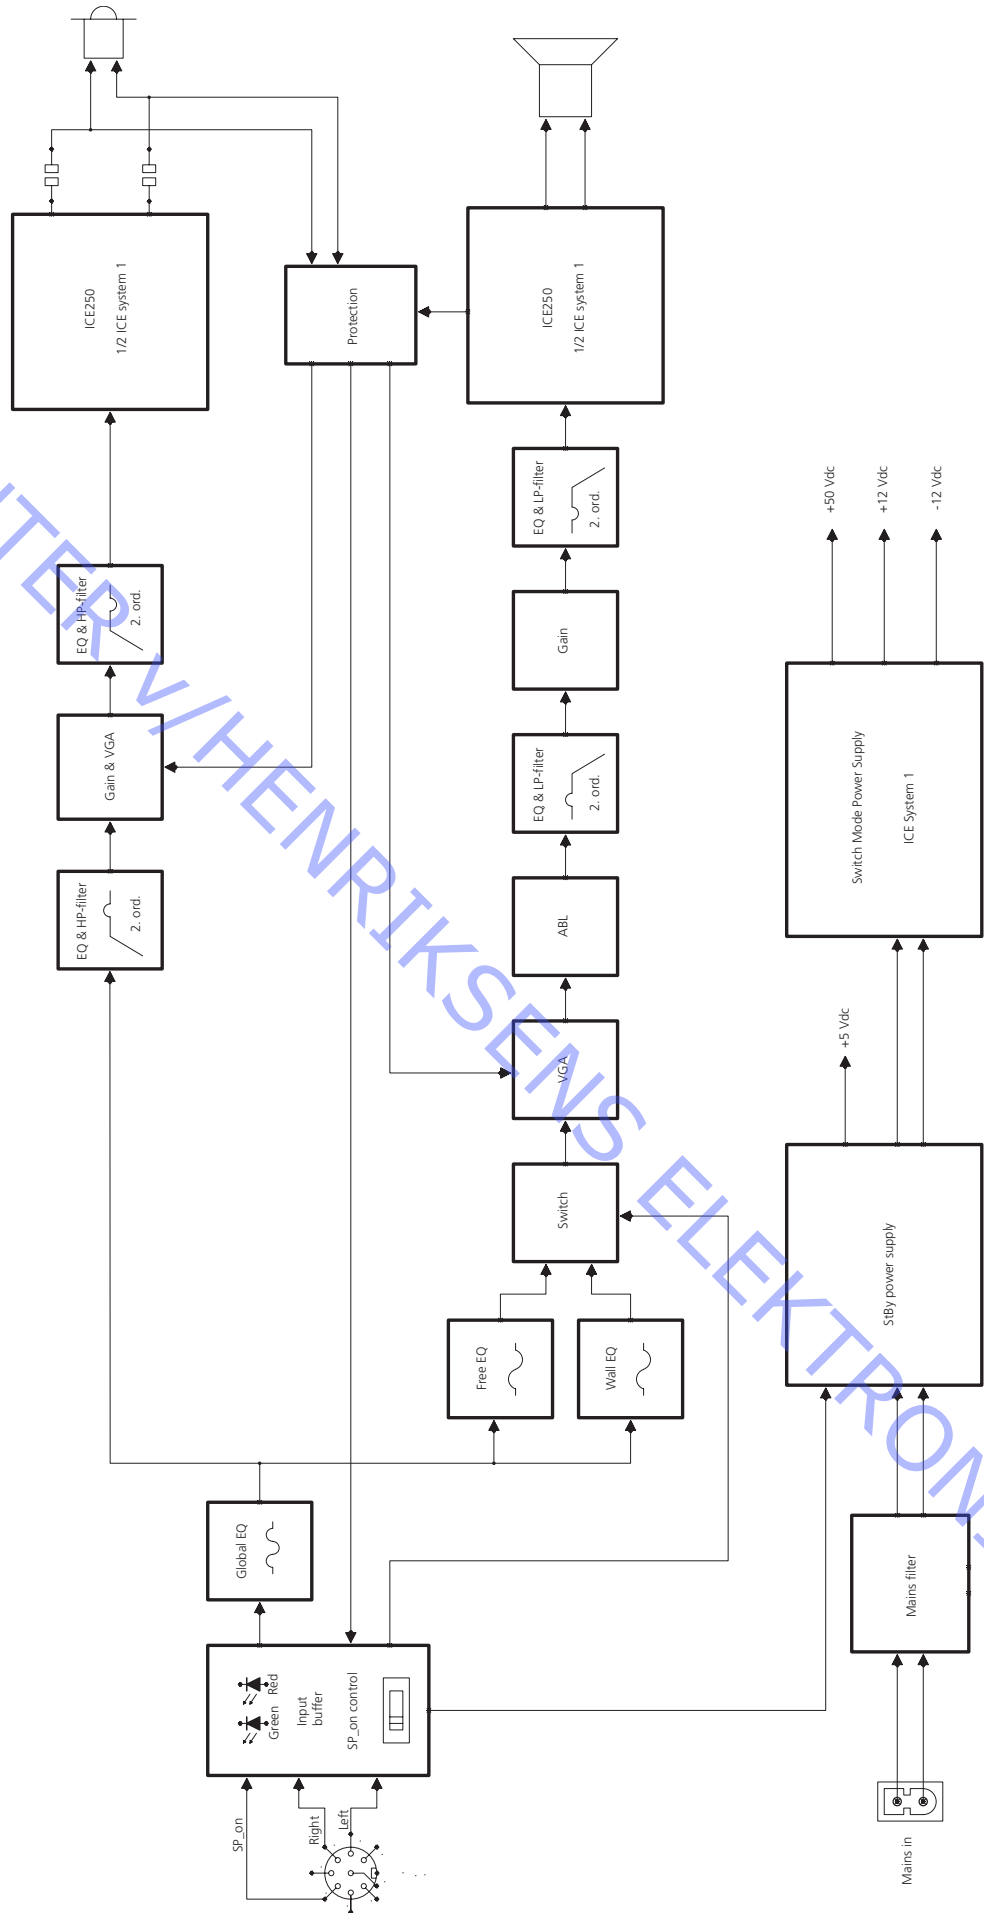 ICE250
1/2 ICE system 1
Protection
ICE250
1/2 ICE system 1
EQ & HP-filter
2. ord.
EQ & LP-filter
2. ord.
+50 Vdc
+12 Vdc
-12 Vdc
Gain & VGA
Gain
EQ & HP-filter
2. ord.
EQ & LP-filter
2. ord.
Switch Mode Power Supply
ICE System 1
ABL
VGA
+5 Vdc
Switch
StBy power supply
Free EQ
Wall EQ
Global EQ
Mains filter
Green
Red
Input
buffer
SP_on control
SP_on
Right
Left
Mains in
TER v/HENRIKSENS ELEKTRON